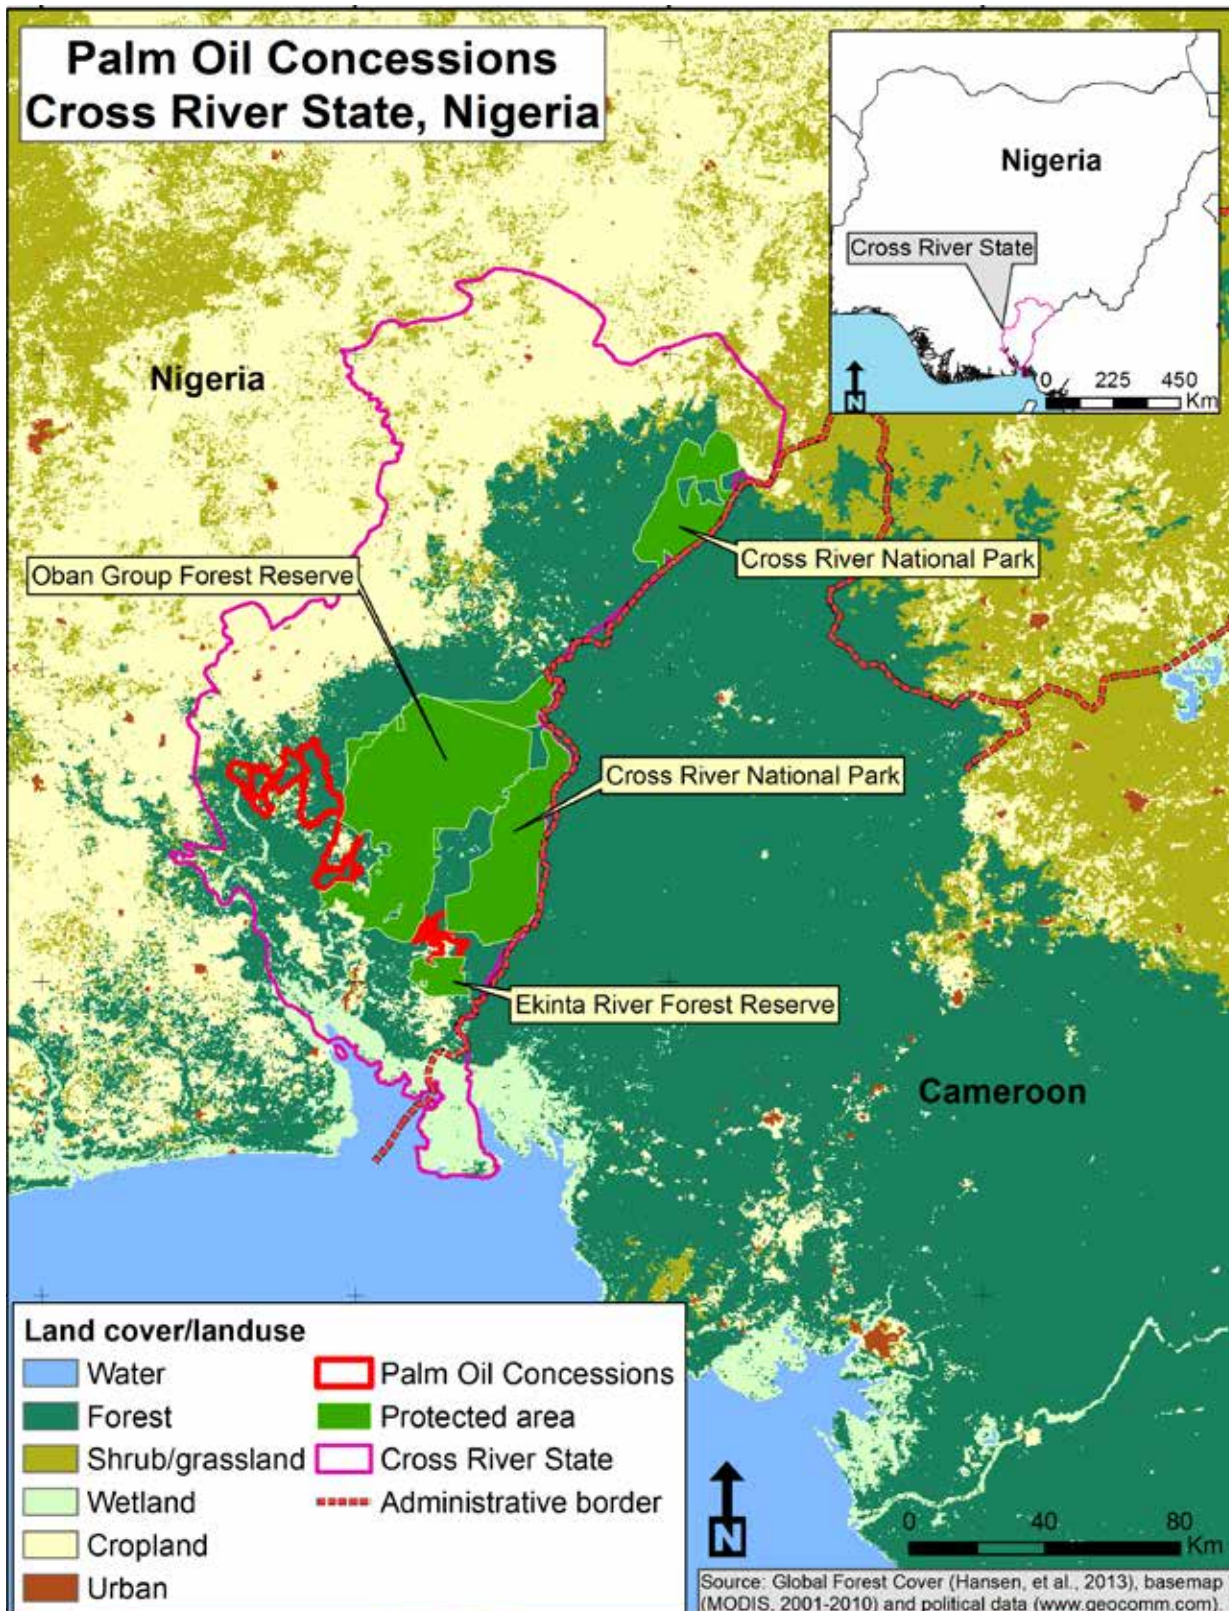 Palm Oil Concessions
Cross River State, Nigeria
Nigeria
Cross River State
0 225 450
Km
N
Nigeria
Cross River National Park
Oban Group Forest Reserve
Cross River National Park
Ekinta River Forest Reserve
Cameroon
Land cover/landuse
Water
Forest
Shrub/grassland
Wetland
Cropland
Urban
Palm Oil Concessions
Protected area
Cross River State
Administrative border
N
0 40 80
Km
Source: Global Forest Cover (Hansen, et al., 2013), basemap
(MODIS, 2001-2010) and political data (www.geocomm.com).